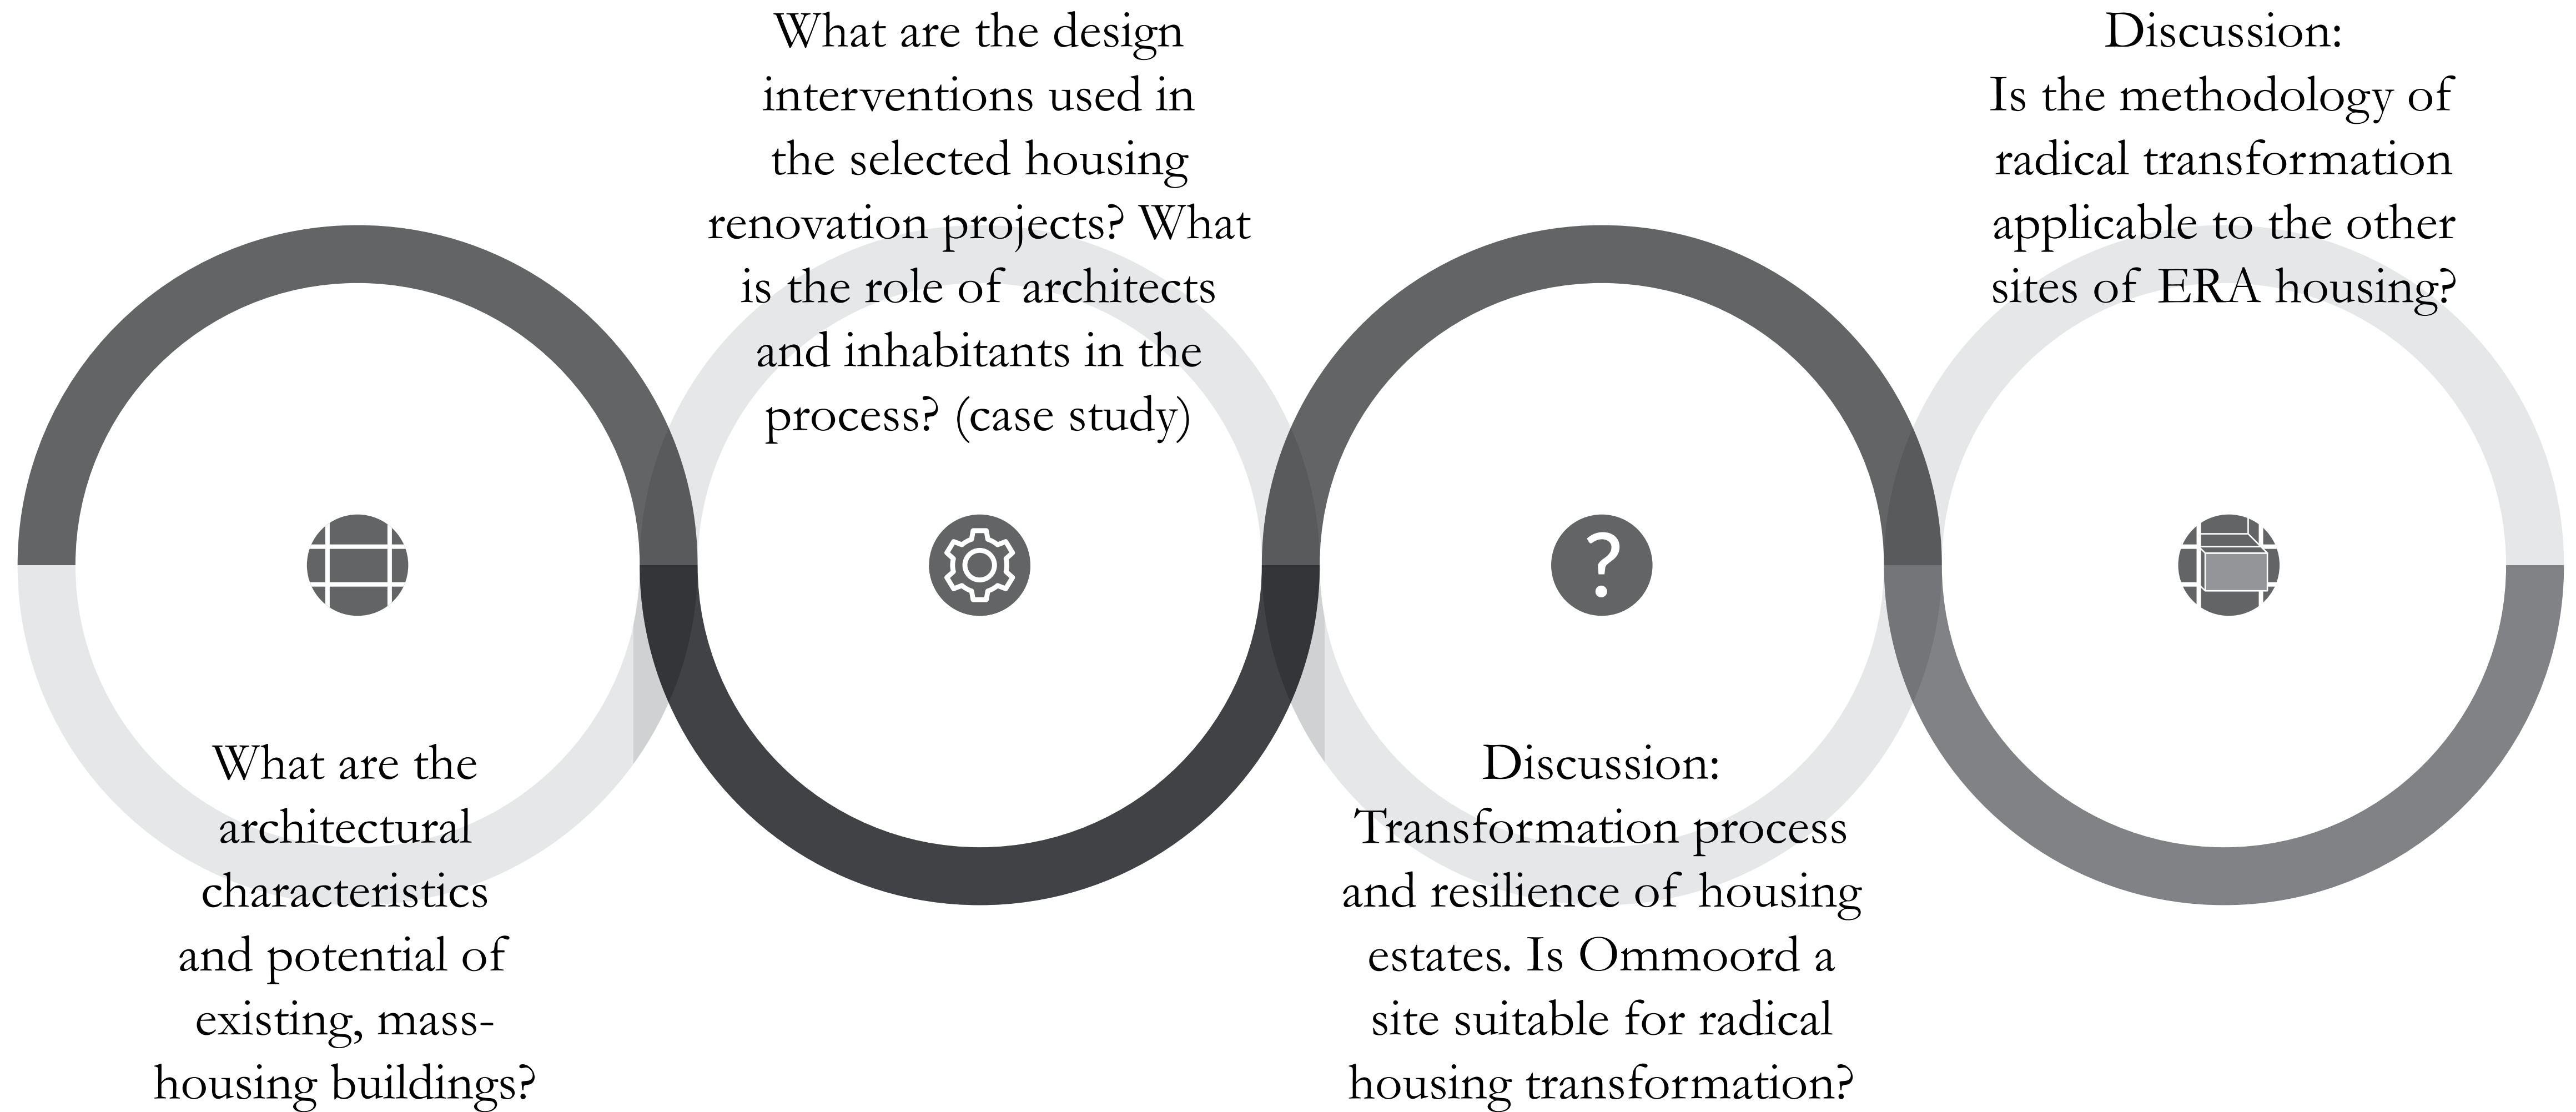 What are the
architectural
characteristics
and potential of
existing, mass-
housing buildings?
What are the design
interventions used in
the selected housing
renovation projects? What
is the role of architects
and inhabitants in the
process? (case study)
?
Discussion:
Transformation process
and resilience of housing
estates. Is Ommoord a
site suitable for radical
housing transformation?
Discussion:
Is the methodology of
radical transformation
applicable to the other
sites of ERA housing?